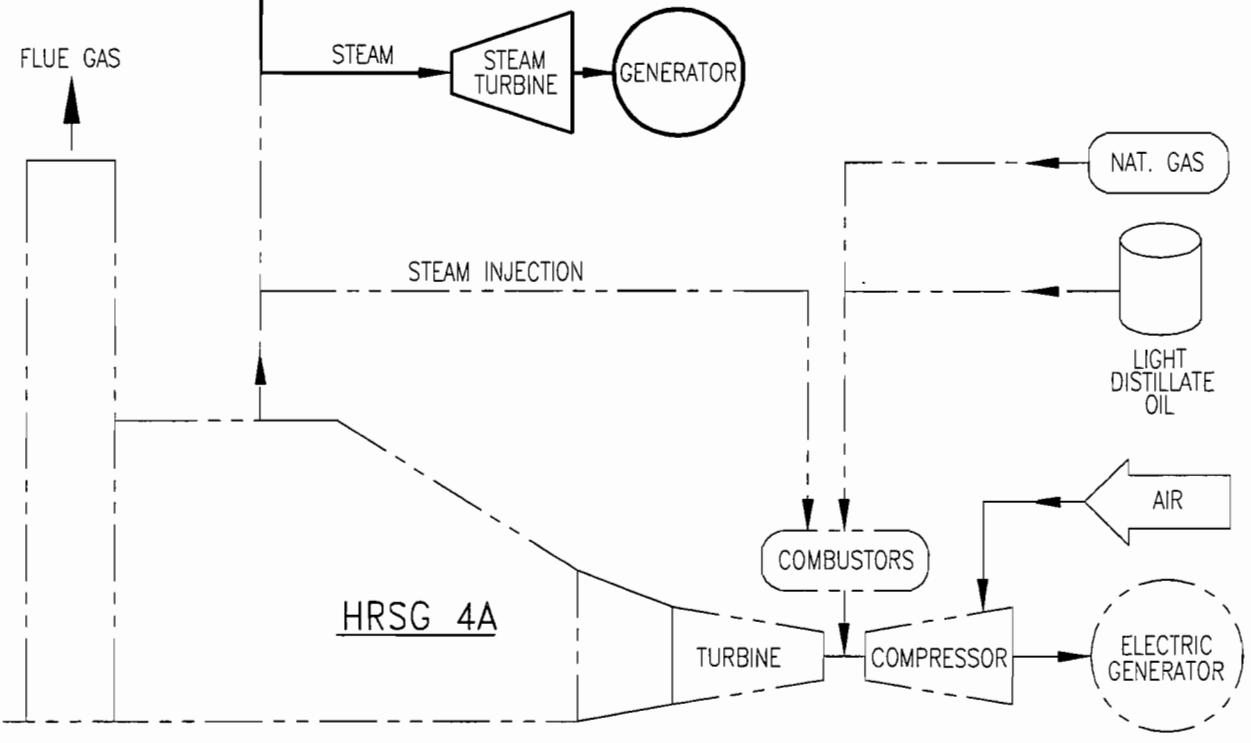 FLUE GAS
STEAM
STEAM
TURBINE
GENERATOR
NAT. GAS
STEAM INJECTION
LIGHT
DISTILLATE
OIL
AIR
COMBUSTORS
HRSG 4A
TURBINE
COMPRESSOR
ELECTRIC
GENERATOR